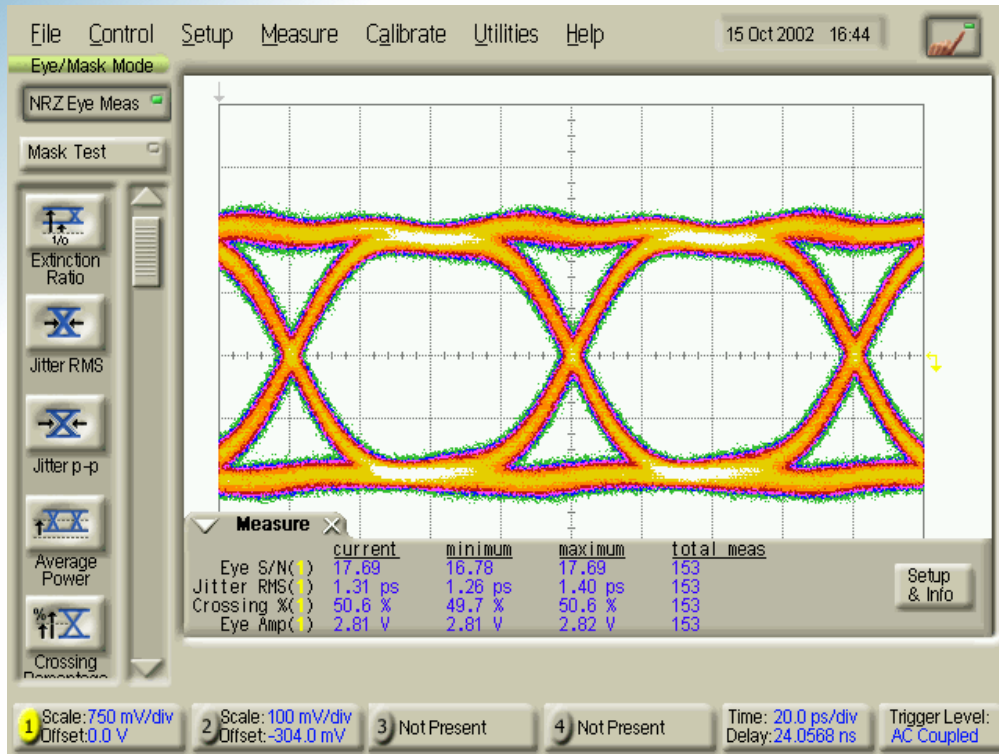 File Control Setup Measure Calibrate Utilities Help 15 Oct 2002 16:44
Eye/Mask Mode
NRZ Eye Meas
Mask Test
1/0
Extinction
Ratio
Jitter RMS
Jitter p-p
Average
Power
%
Crossing
Percentage
Measure
current minimum maximum total meas
Eye S/N(1) 17.69 16.78 17.69 153
Jitter RMS(1) 1.31 ps 1.26 ps 1.40 ps 153
Crossing %(1) 50.6 % 49.7 % 50.6 % 153
Eye Amp(1) 2.81 V 2.81 V 2.82 V 153
Setup
& Info
1 Scale:750 mV/div
Offset:0.0 V
2 Scale:100 mV/div
Offset:-304.0 mV
3 Not Present
4 Not Present
Time: 20.0 ps/div
Delay:24.0568 ns
Trigger Level:
AC Coupled